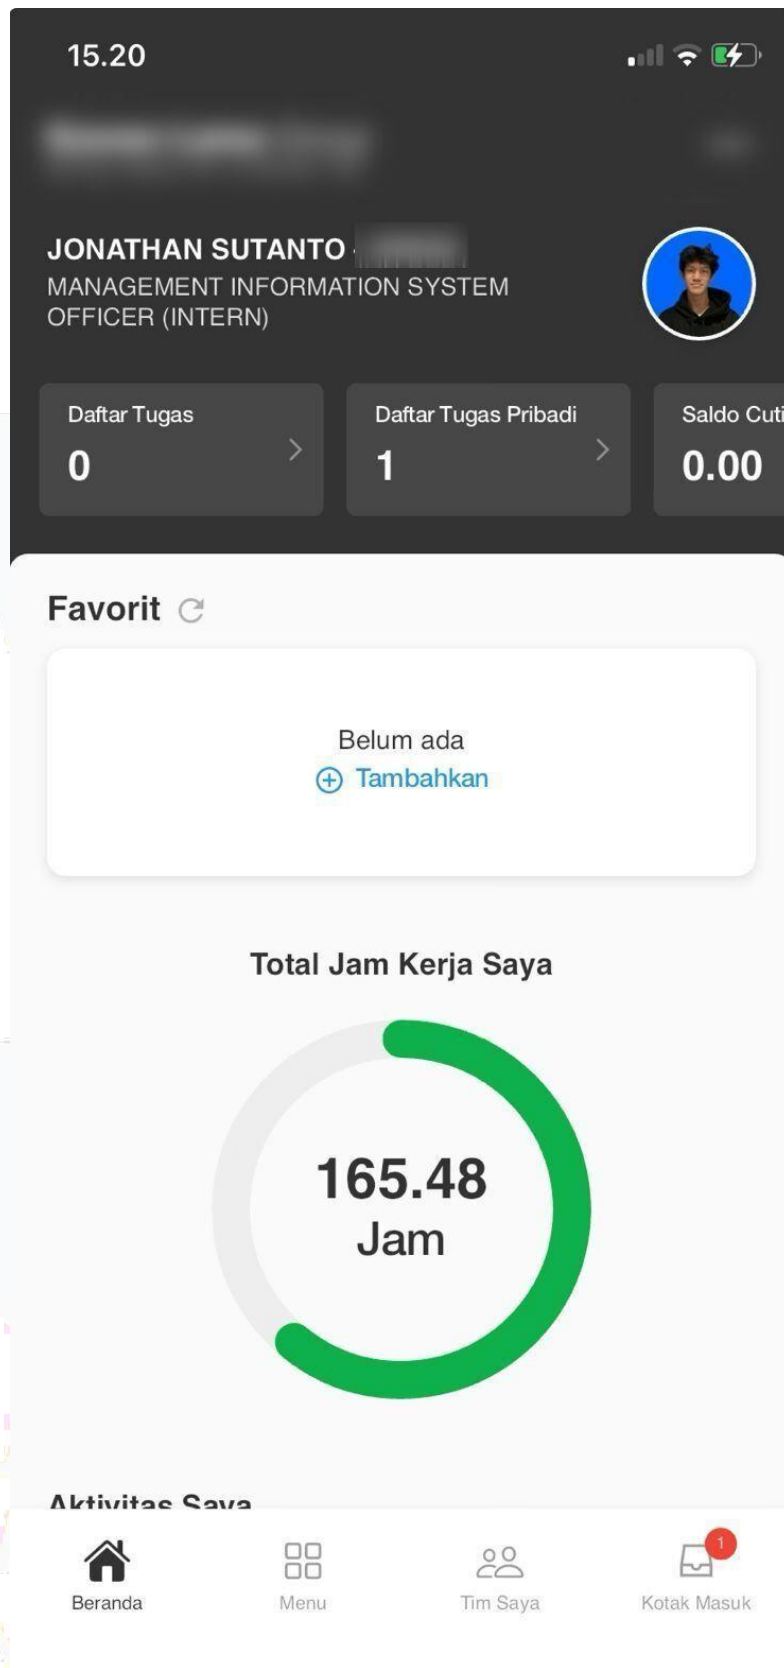 15.20
JONATHAN SUTANTO
MANAGEMENT INFORMATION SYSTEM
OFFICER (INTERN)
Daftar Tugas
0
Daftar Tugas Pribadi
1
Saldo Cuti
0.00
Favorit
Belum ada
Tambahkan
Total Jam Kerja Saya
165.48
Jam
Aktivitas Saya
Beranda
Menu
Tim Saya
1
Kotak Masuk